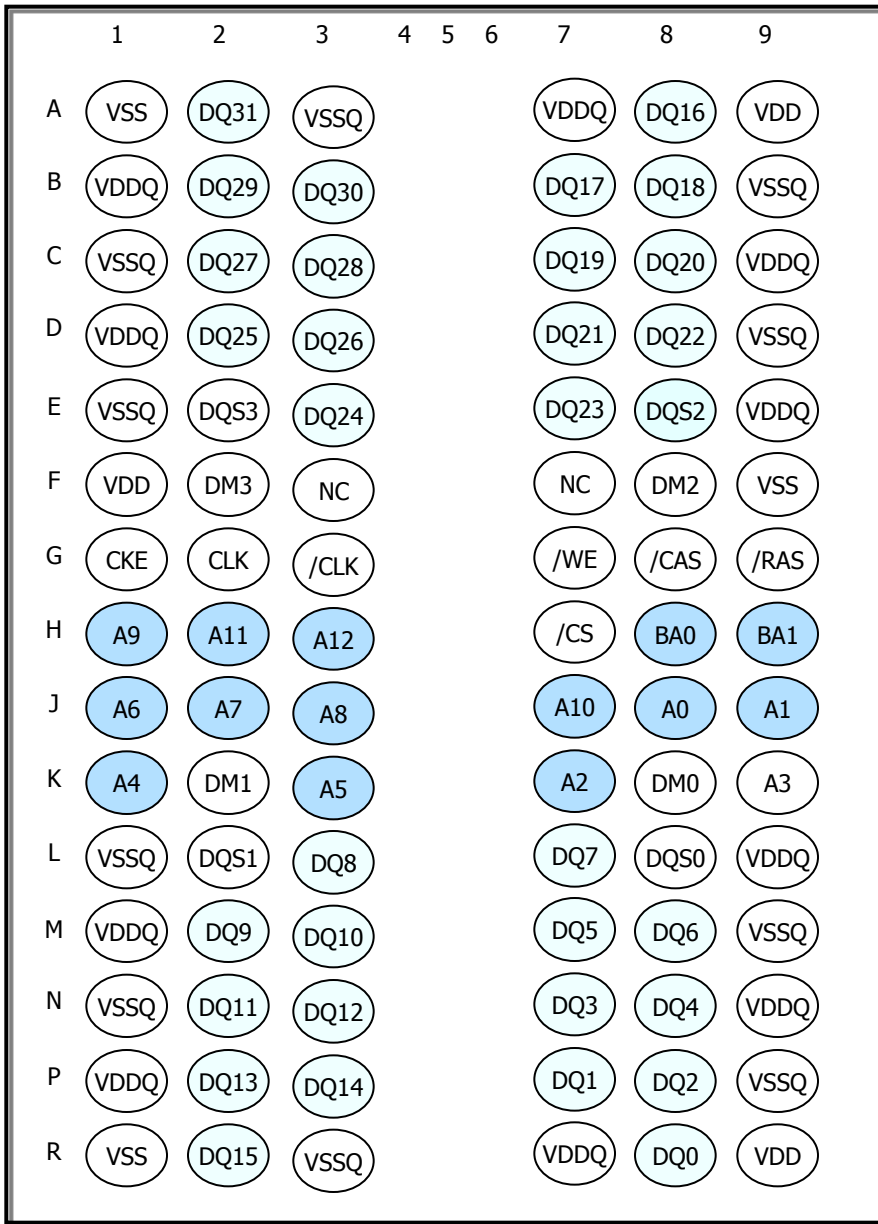 1 2 3 4 5 6 7 8 9
A VSS DQ31 VSSQ VDDQ DQ16 VDD
B VDDQ DQ29 DQ30 DQ17 DQ18 VSSQ
C VSSQ DQ27 DQ28 DQ19 DQ20 VDDQ
D VDDQ DQ25 DQ26 DQ21 DQ22 VSSQ
E VSSQ DQS3 DQ24 DQ23 DQS2 VDDQ
F VDD DM3 NC NC DM2 VSS
G CKE CLK /CLK /WE /CAS /RAS
H A9 A11 A12 /CS BA0 BA1
J A6 A7 A8 A10 A0 A1
K A4 DM1 A5 A2 DM0 A3
L VSSQ DQS1 DQ8 DQ7 DQS0 VDDQ
M VDDQ DQ9 DQ10 DQ5 DQ6 VSSQ
N VSSQ DQ11 DQ12 DQ3 DQ4 VDDQ
P VDDQ DQ13 DQ14 DQ1 DQ2 VSSQ
R VSS DQ15 VSSQ VDDQ DQ0 VDD